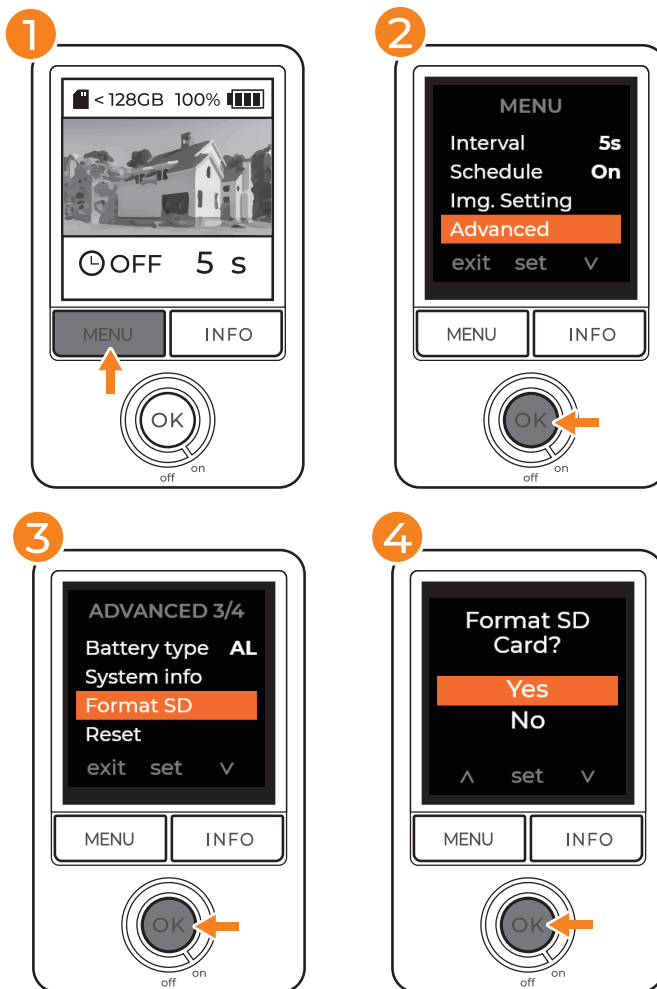 1
< 128GB 100%
OFF 5 s
MENU INFO
OK
on
off
2
MENU
Interval 5s
Schedule On
Img. Setting
Advanced
exit set v
MENU INFO
OK
on
off
3
ADVANCED 3/4
Battery type AL
System info
Format SD
Reset
exit set v
MENU INFO
OK
on
off
4
Format SD
Card?
Yes
No
ʌ set v
MENU INFO
OK
on
off